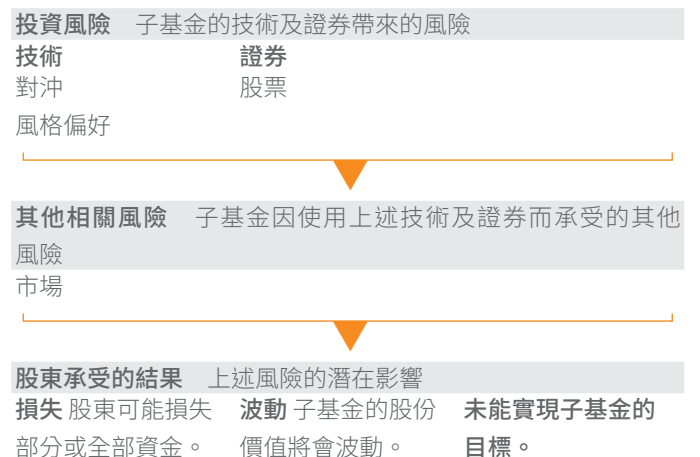 投資風險 子基金的技術及證券帶來的風險
技術 證券
對沖 股票
風格偏好
其他相關風險 子基金因使用上述技術及證券而承受的其他
風險
市場
股東承受的結果 上述風險的潛在影響
損失 股東可能損失 波動 子基金的股份 未能實現子基金的
部分或全部資金。 價值將會波動。 目標。